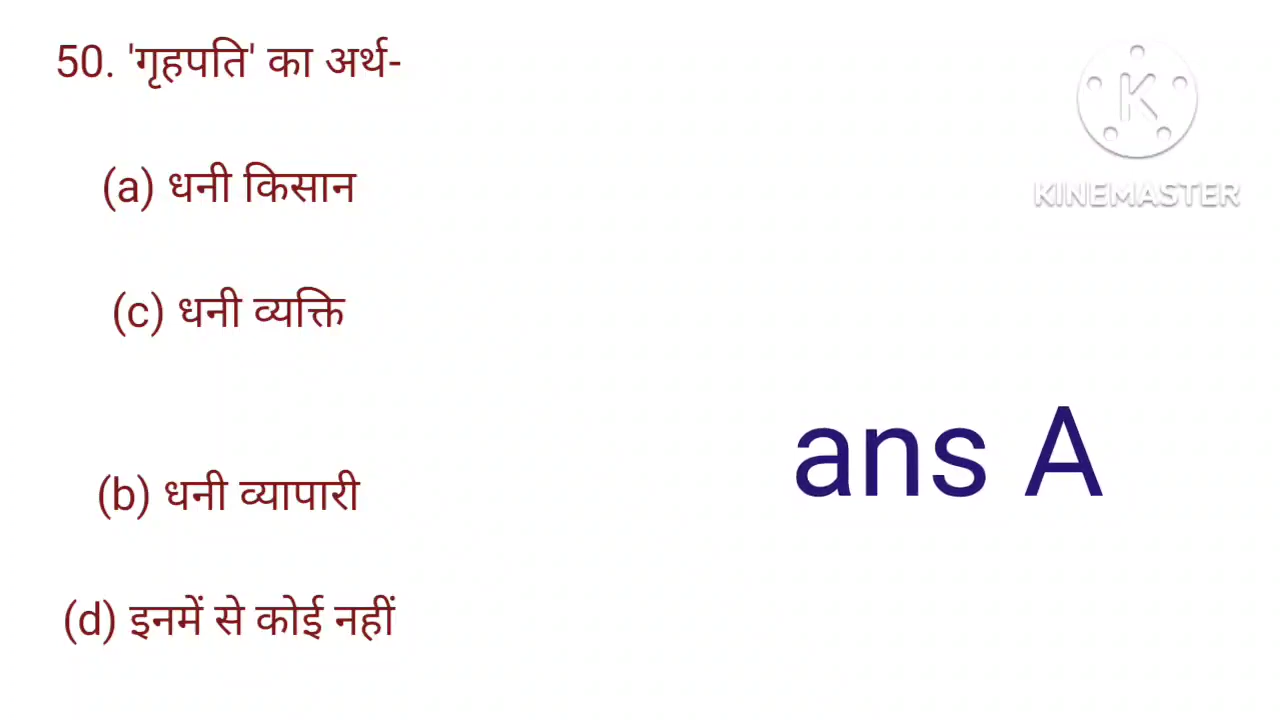 50. 'गृहपति' का अर्थ-
(a) धनी किसान
(c) धनी व्यक्ति
(b) धनी व्यापारी
(d) इनमें से कोई नहीं
ans A
K
KINEMASTER